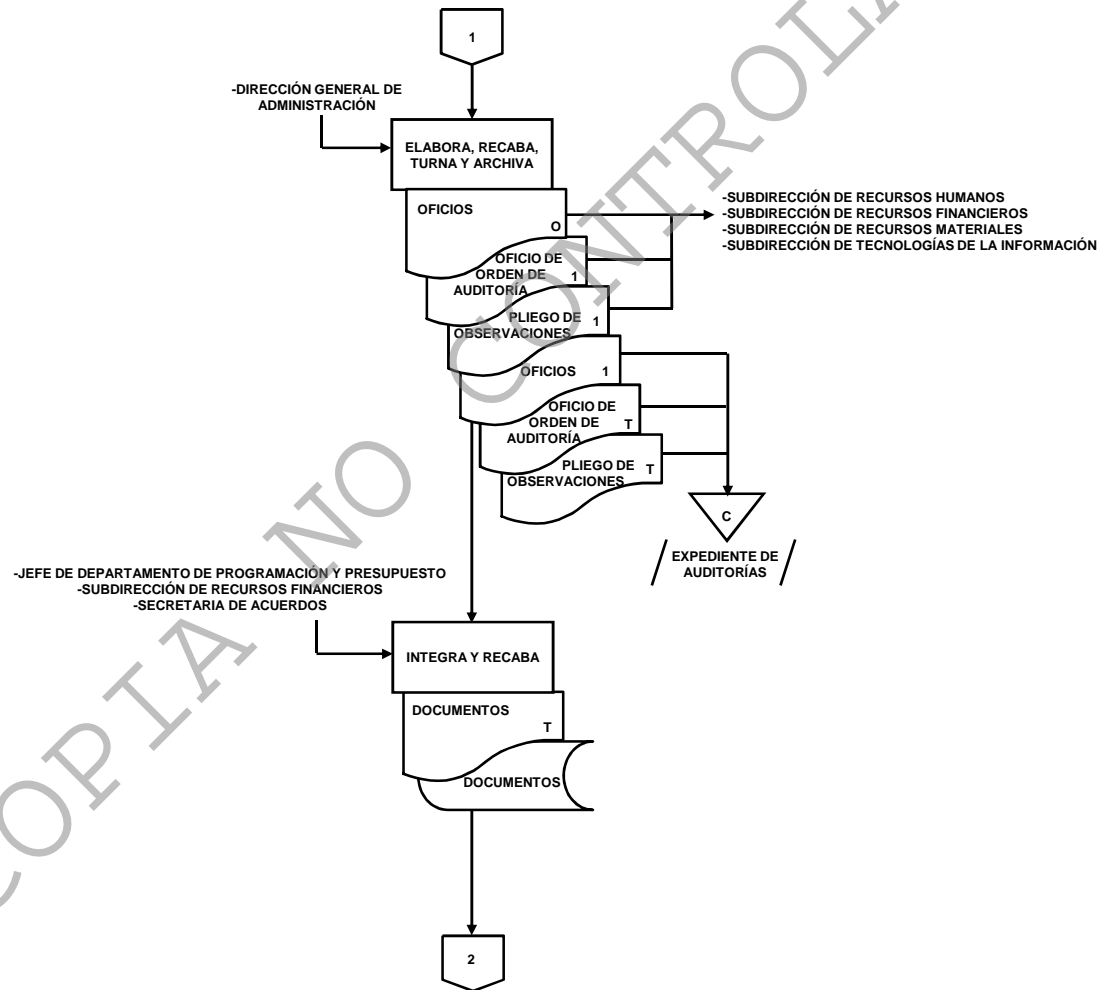 1
-DIRECCIÓN GENERAL DE
ADMINISTRACIÓN
ELABORA, RECABA,
TURNA Y ARCHIVA
OFICIOS
O
-SUBDIRECCIÓN DE RECURSOS HUMANOS
-SUBDIRECCIÓN DE RECURSOS FINANCIEROS
-SUBDIRECCIÓN DE RECURSOS MATERIALES
-SUBDIRECCIÓN DE TECNOLOGÍAS DE LA INFORMACIÓN
OFICIO DE
ORDEN DE 1
AUDITORÍA
PLIEGO DE 1
OBSERVACIONES
OFICIOS 1
OFICIO DE
ORDEN DE T
AUDITORÍA
PLIEGO DE T
OBSERVACIONES
C
EXPEDIENTE DE
AUDITORÍAS
-JEFE DE DEPARTAMENTO DE PROGRAMACIÓN Y PRESUPUESTO
-SUBDIRECCIÓN DE RECURSOS FINANCIEROS
-SECRETARIA DE ACUERDOS
INTEGRA Y RECABA
DOCUMENTOS
T
DOCUMENTOS
2
COPIA NO CONTROLA